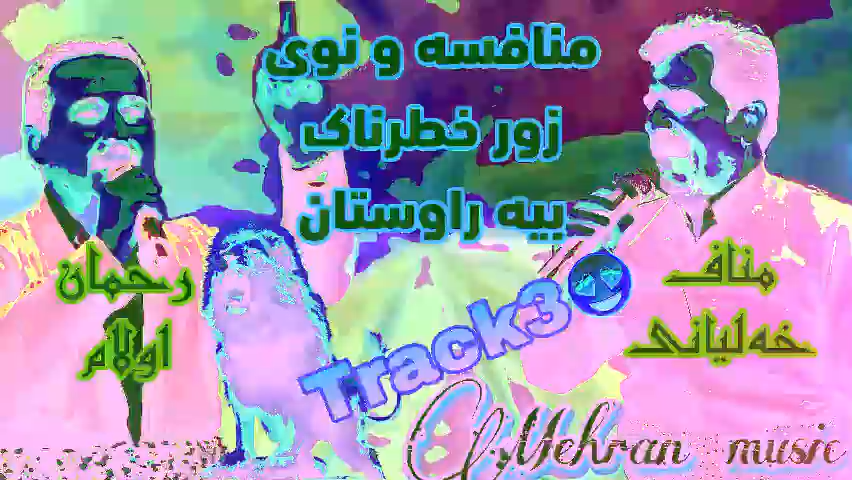 منافسه و نوی
زور خطرناک
بیه راوستان
رحمان
اولام
مناف
خەلیانی
Track3
Mehran music